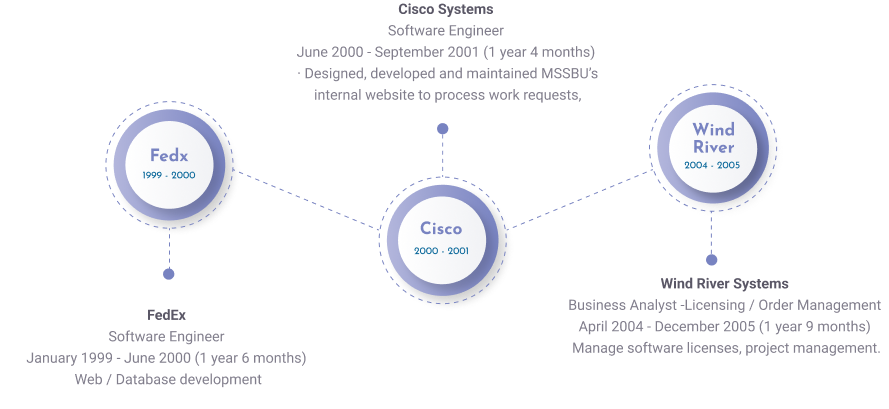 Cisco Systems
Software Engineer
June 2000 - September 2001 (1 year 4 months)
· Designed, developed and maintained MSSBU's
internal website to process work requests,
Fedx
1999 - 2000
Cisco
2000 - 2001
Wind
River
2004 - 2005
FedEx
Software Engineer
January 1999 - June 2000 (1 year 6 months)
Web / Database development
Wind River Systems
Business Analyst -Licensing / Order Management
April 2004 - December 2005 (1 year 9 months)
Manage software licenses, project management.